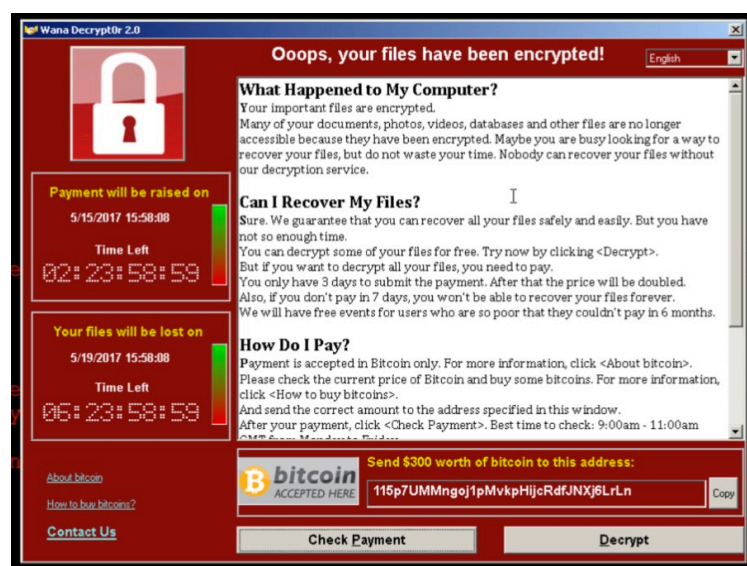 Wana Decrypt0r 2.0
Ooops, your files have been encrypted!
English
What Happened to My Computer?
Your important files are encrypted.
Many of your documents, photos, videos, databases and other files are no longer
accessible because they have been encrypted. Maybe you are busy looking for a way to
recover your files, but do not waste your time. Nobody can recover your files without
our decryption service.
Can I Recover My Files?
Sure. We guarantee that you can recover all your files safely and easily. But you have
not so enough time.
You can decrypt some of your files for free. Try now by clicking <Decrypt>.
But if you want to decrypt all your files, you need to pay.
You only have 3 days to submit the payment. After that the price will be doubled.
Also, if you don't pay in 7 days, you won't be able to recover your files forever.
We will have free events for users who are so poor that they couldn't pay in 6 months.
How Do I Pay?
Payment is accepted in Bitcoin only. For more information, click <About bitcoin>.
Please check the current price of Bitcoin and buy some bitcoins. For more information,
click <How to buy bitcoins>.
And send the correct amount to the address specified in this window.
After your payment, click <Check Payment>. Best time to check: 9:00am - 11:00am
GMT from Monday to Friday.
Payment will be raised on
5/15/2017 15:58:08
Time Left
02:23:58:59
Your files will be lost on
5/19/2017 15:58:08
Time Left
06:23:58:59
About bitcoin
How to buy bitcoins?
Contact Us
bitcoin
ACCEPTED HERE
Send $300 worth of bitcoin to this address:
115p7UMMngoj1pMvkpHijcRdfJNXj6LrLn
Copy
Check Payment
Decrypt